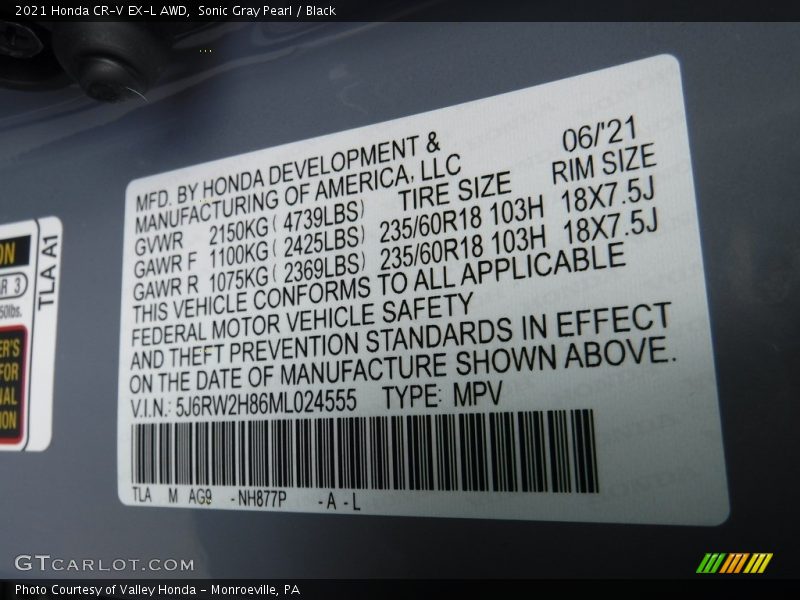 2021 Honda CR-V EX-L AWD, Sonic Gray Pearl / Black
MFD. BY HONDA DEVELOPMENT &
MANUFACTURING OF AMERICA, LLC
06/'21
GVWR 2150KG ( 4739LBS) TIRE SIZE RIM SIZE
GAWR F 1100KG ( 2425LBS) 235/60R18 103H 18X7.5J
GAWR R 1075KG ( 2369LBS) 235/60R18 103H 18X7.5J
THIS VEHICLE CONFORMS TO ALL APPLICABLE
FEDERAL MOTOR VEHICLE SAFETY
AND THEFT PREVENTION STANDARDS IN EFFECT
ON THE DATE OF MANUFACTURE SHOWN ABOVE.
V.I.N.: 5J6RW2H86ML024555 TYPE: MPV
TLA M AG9 -NH877P -A -L
TLA A1
GTCARLOT.COM
Photo Courtesy of Valley Honda - Monroeville, PA